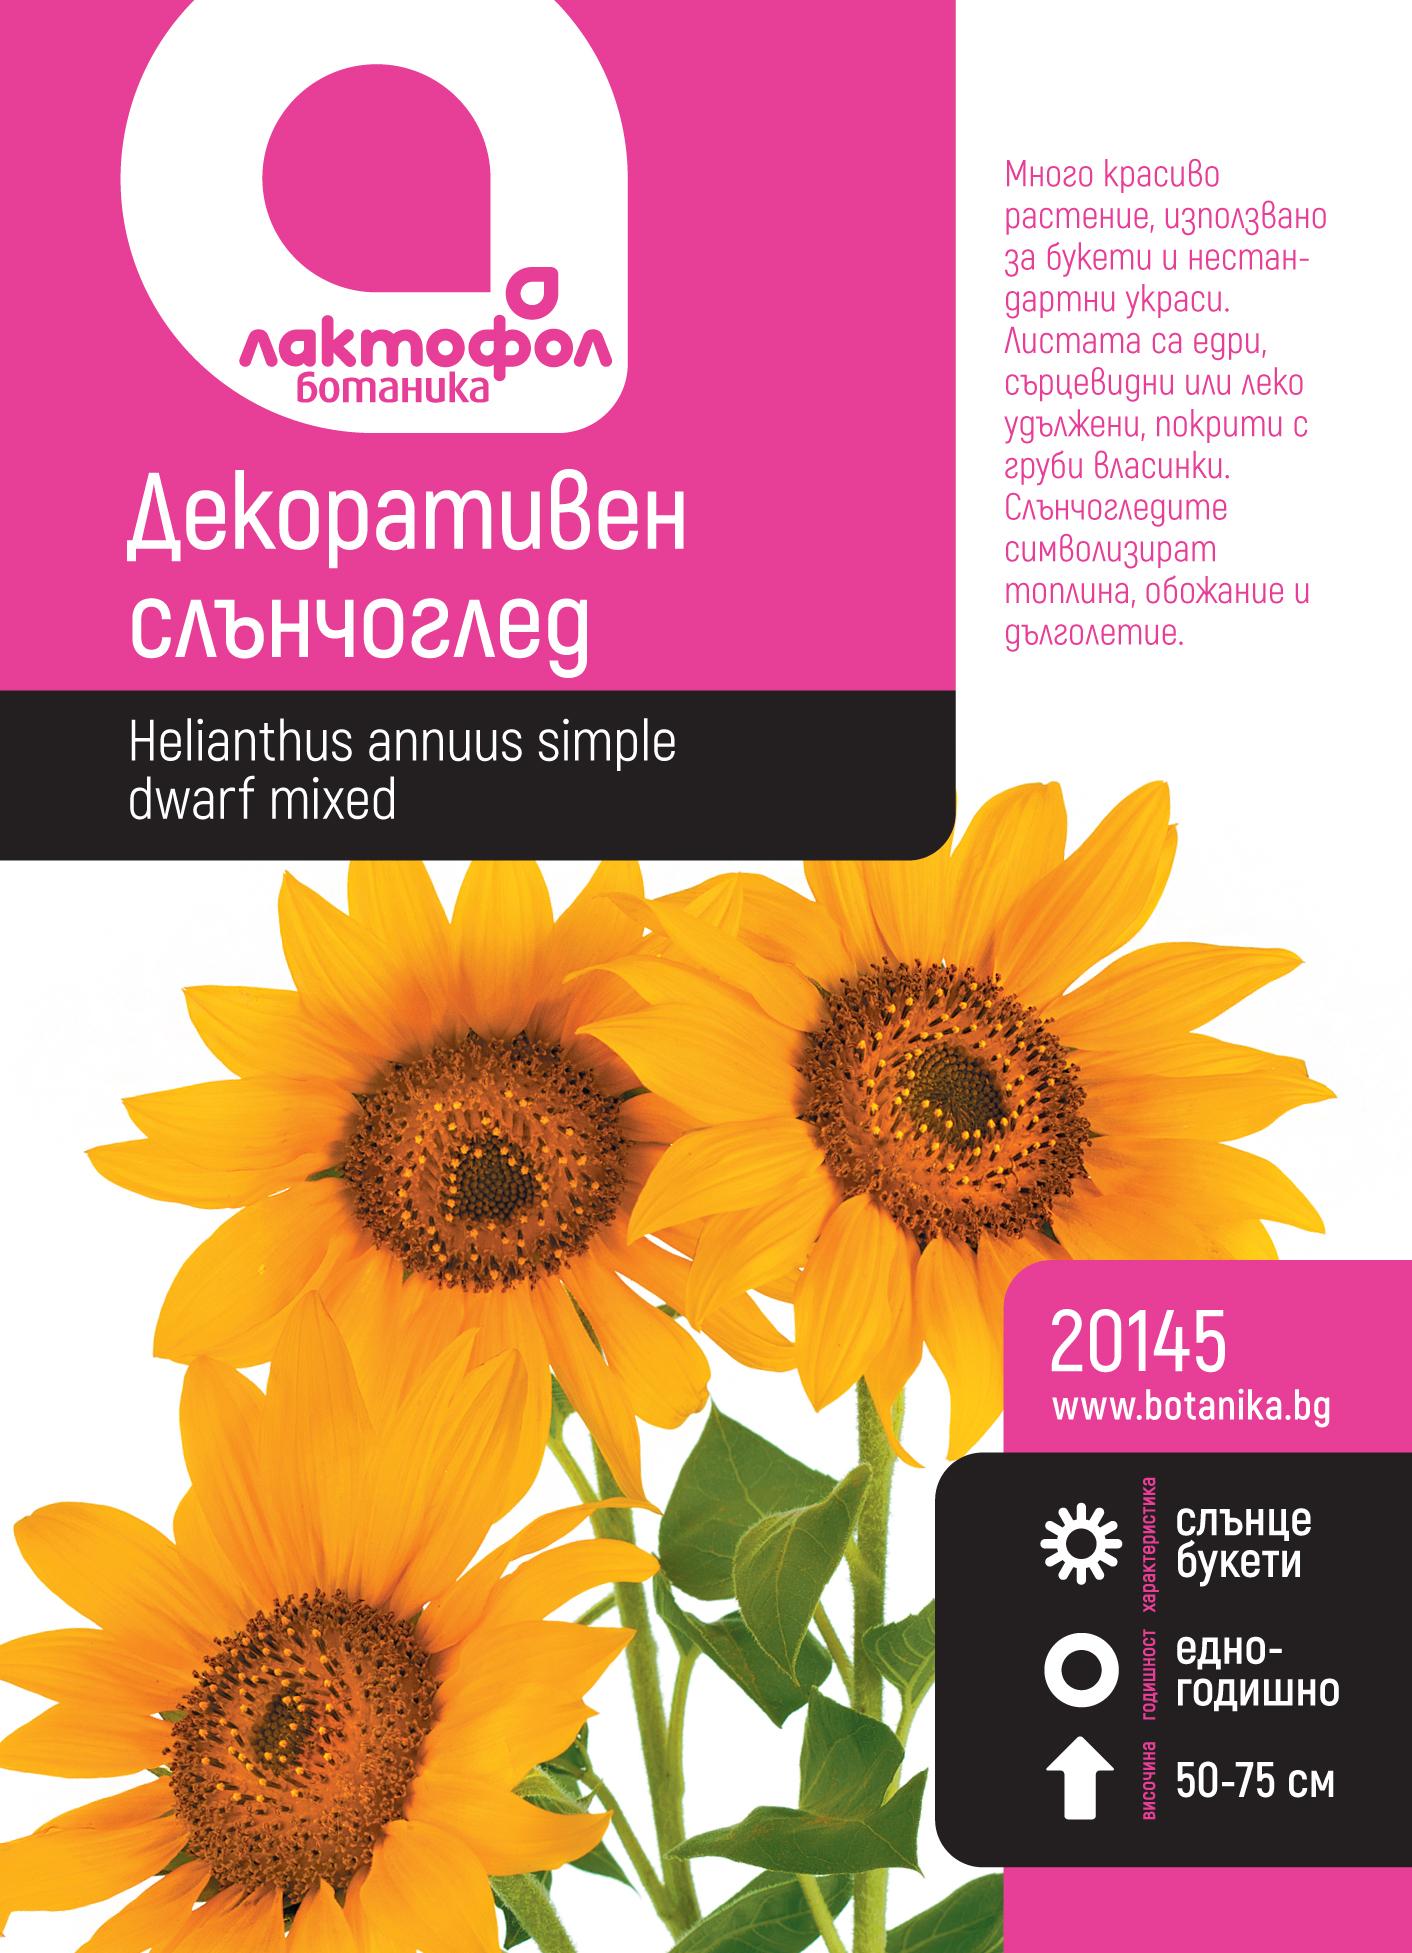 лактофол
ботаника
Декоративен
слънчоглед
Helianthus annuus simple
dwarf mixed
Много красиво
растение, използвано
за букети и нестан-
дартни украси.
Листата са едри,
сърцевидни или леко
удължени, покрити с
груби власинки.
Слънчогледите
символизират
топлина, обожание и
дълголетие.
20145
www.botanika.bg
характеристика
слънце
букети
годишност
едно-
годишно
височина
50-75 см